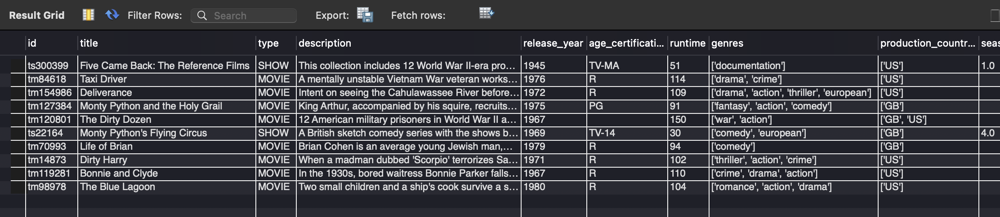 Result Grid Filter Rows: Search Export: Fetch rows:
id title type description release_year age_certificati... runtime genres production_countr... seas
ts300399 Five Came Back: The Reference Films SHOW This collection includes 12 World War II-era pro... 1945 TV-MA 51 ['documentation'] ['US'] 1.0
tm84618 Taxi Driver MOVIE A mentally unstable Vietnam War veteran works... 1976 R 114 ['drama', 'crime'] ['US']
tm154986 Deliverance MOVIE Intent on seeing the Cahulawassee River before... 1972 R 109 ['drama', 'action', 'thriller', 'european'] ['US']
tm127384 Monty Python and the Holy Grail MOVIE King Arthur, accompanied by his squire, recruits... 1975 PG 91 ['fantasy', 'action', 'comedy'] ['GB']
tm120801 The Dirty Dozen MOVIE 12 American military prisoners in World War II a... 1967 150 ['war', 'action'] ['GB', 'US']
ts22164 Monty Python's Flying Circus SHOW A British sketch comedy series with the shows b... 1969 TV-14 30 ['comedy', 'european'] ['GB'] 4.0
tm70993 Life of Brian MOVIE Brian Cohen is an average young Jewish man,... 1979 R 94 ['comedy'] ['GB']
tm14873 Dirty Harry MOVIE When a madman dubbed 'Scorpio' terrorizes Sa... 1971 R 102 ['thriller', 'action', 'crime'] ['US']
tm119281 Bonnie and Clyde MOVIE In the 1930s, bored waitress Bonnie Parker falls... 1967 R 110 ['crime', 'drama', 'action'] ['US']
tm98978 The Blue Lagoon MOVIE Two small children and a ship's cook survive a s... 1980 R 104 ['romance', 'action', 'drama'] ['US']